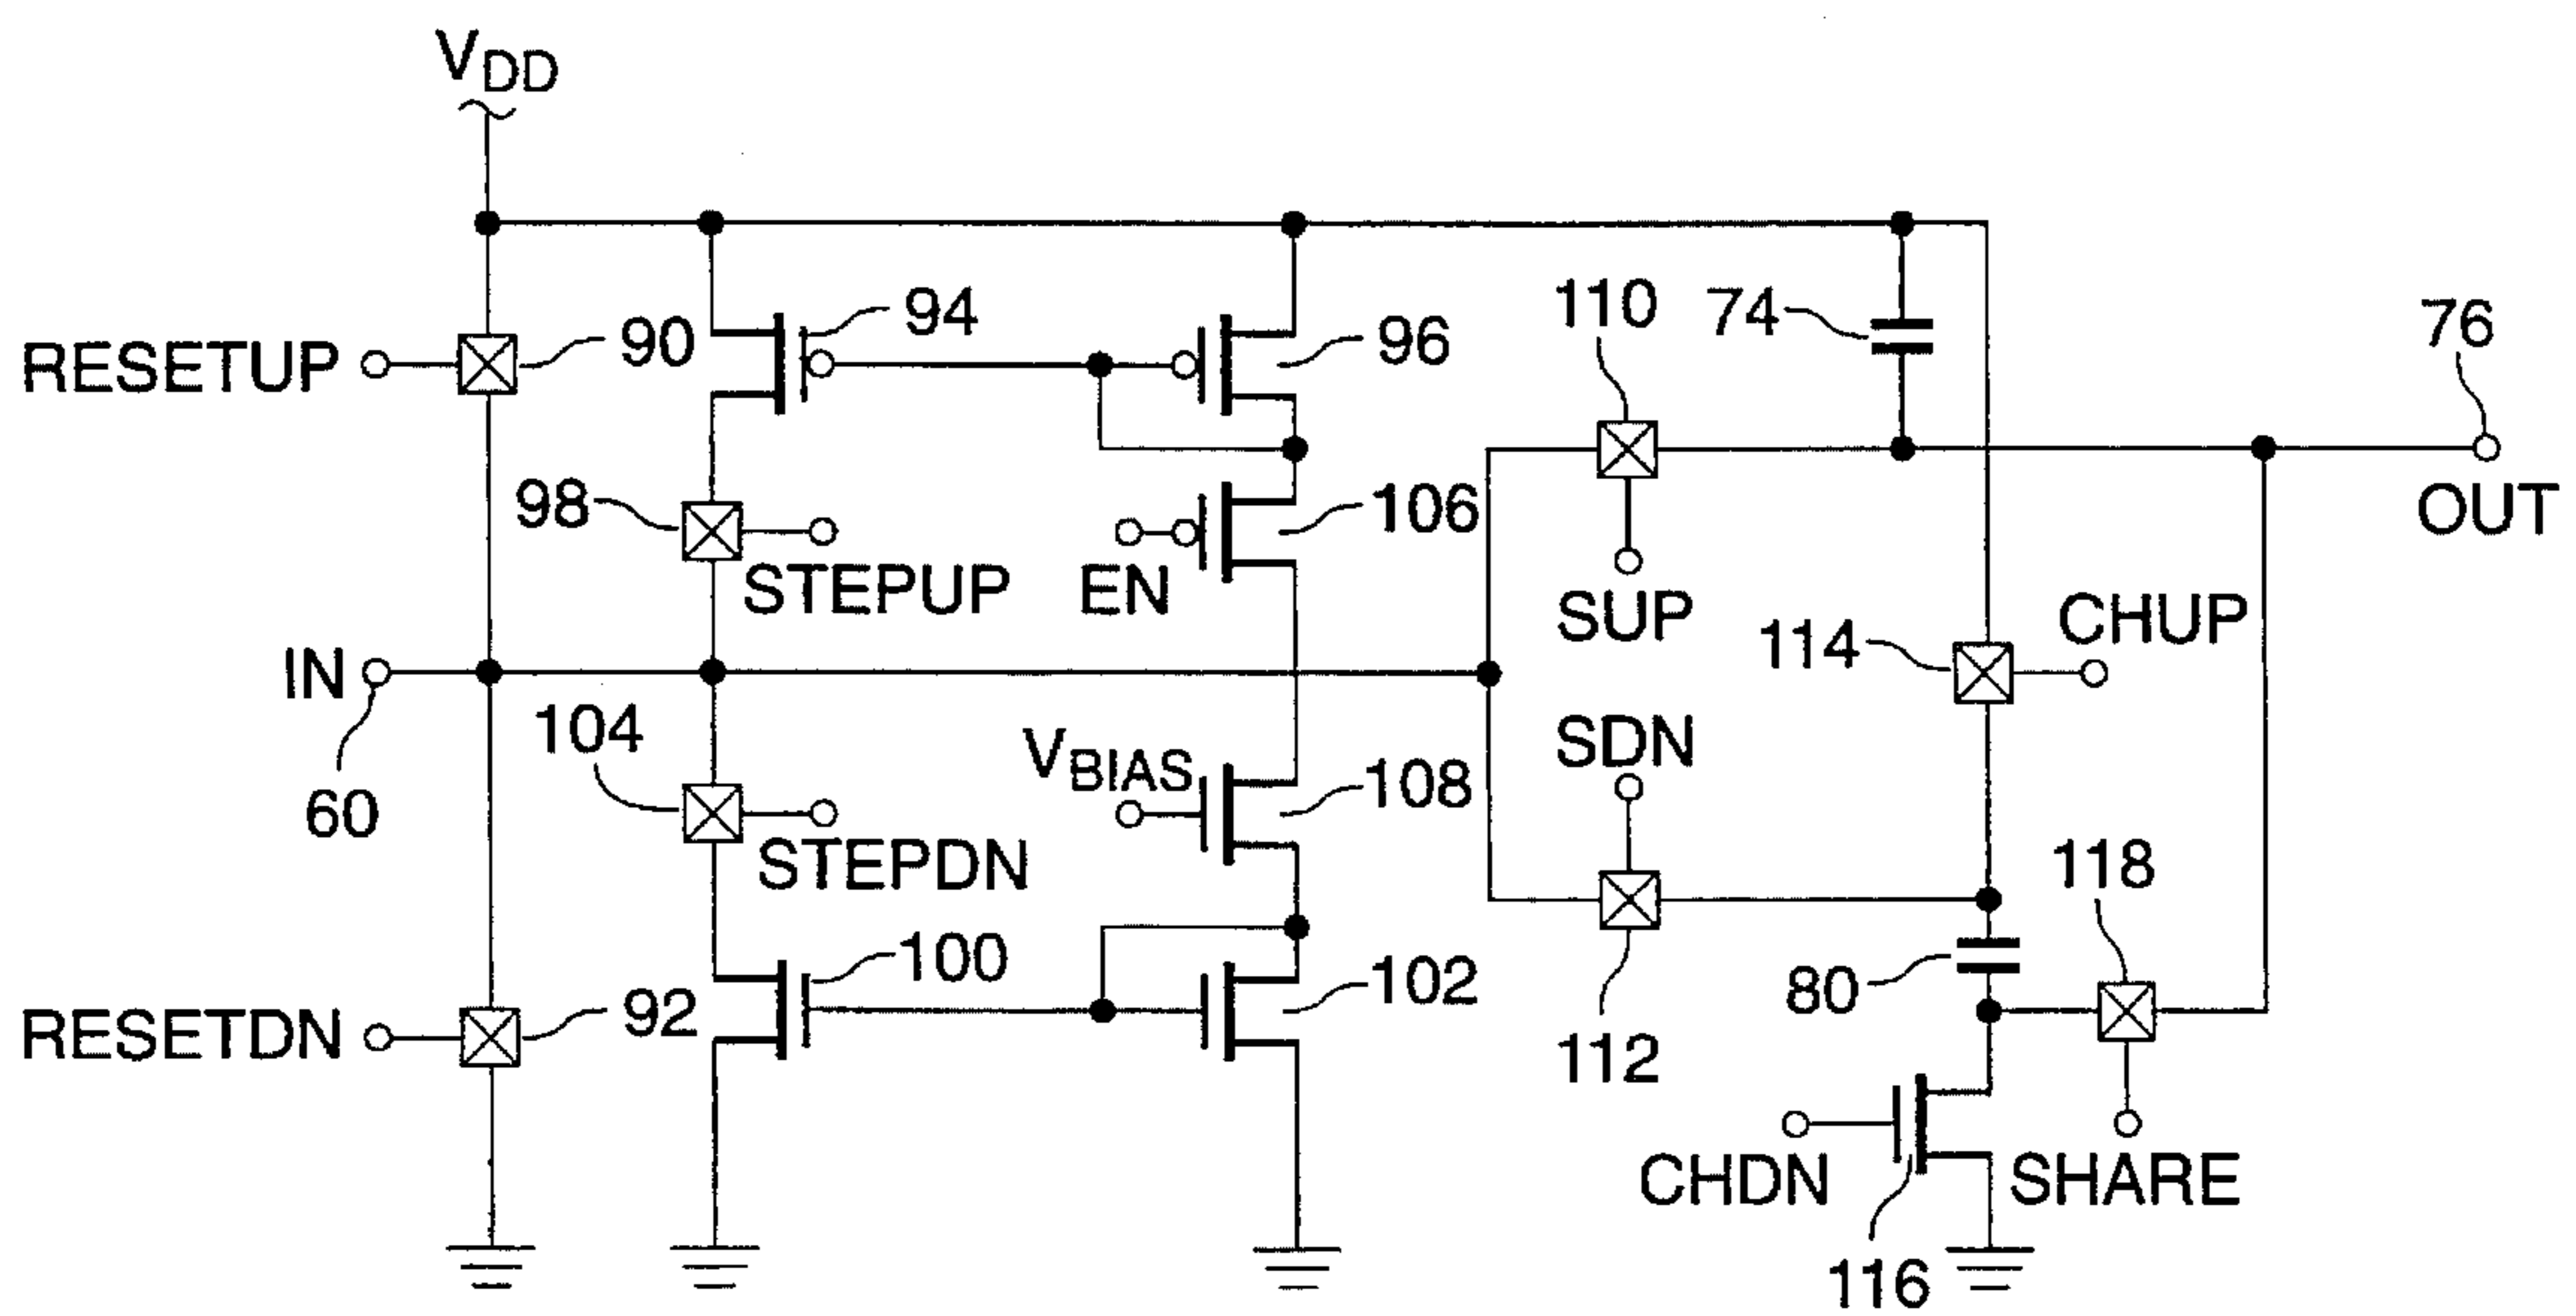 VDD
RESETUP
90
94
96
110
74
76
OUT
98
STEPUP
EN
106
SUP
114
CHUP
IN
60
104
STEPDN
VBIAS
108
SDN
112
118
80
RESETDN
92
100
102
CHDN
116
SHARE